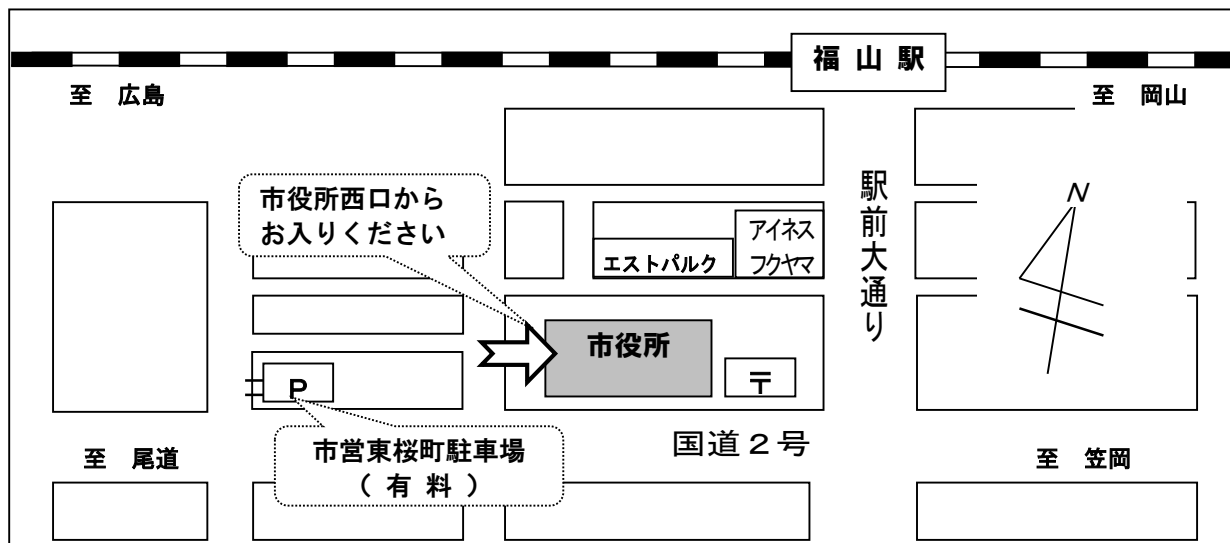 福 山 駅
至 広島
至 岡山
市役所西口から
お入りください
駅前大通り
N
アイネス
フクヤマ
エストパルク
市役所
〒
P
国道２号
市営東桜町駐車場
（ 有 料 ）
至 尾道
至 笠岡